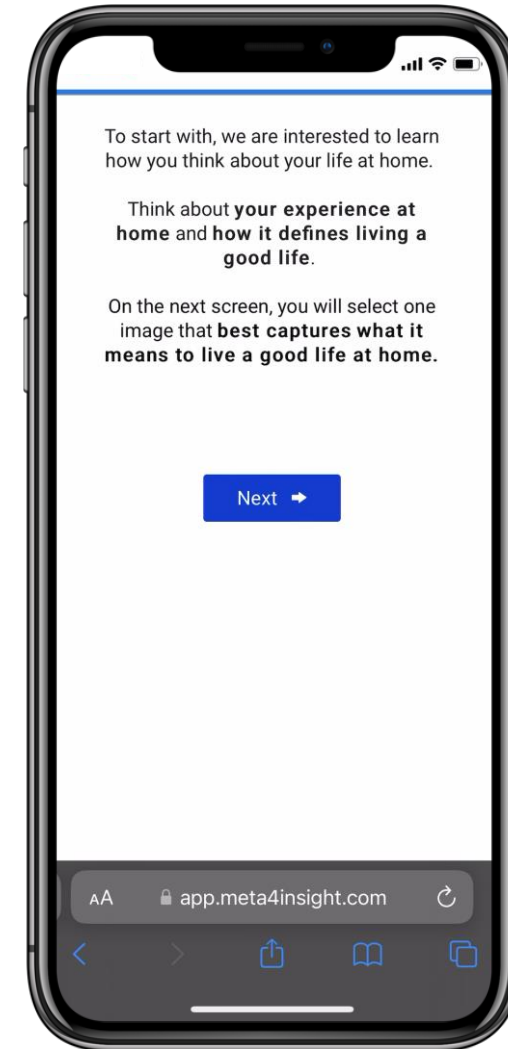 To start with, we are interested to learn
how you think about your life at home.
Think about your experience at
home and how it defines living a
good life.
On the next screen, you will select one
image that best captures what it
means to live a good life at home.
Next
AA app.meta4insight.com